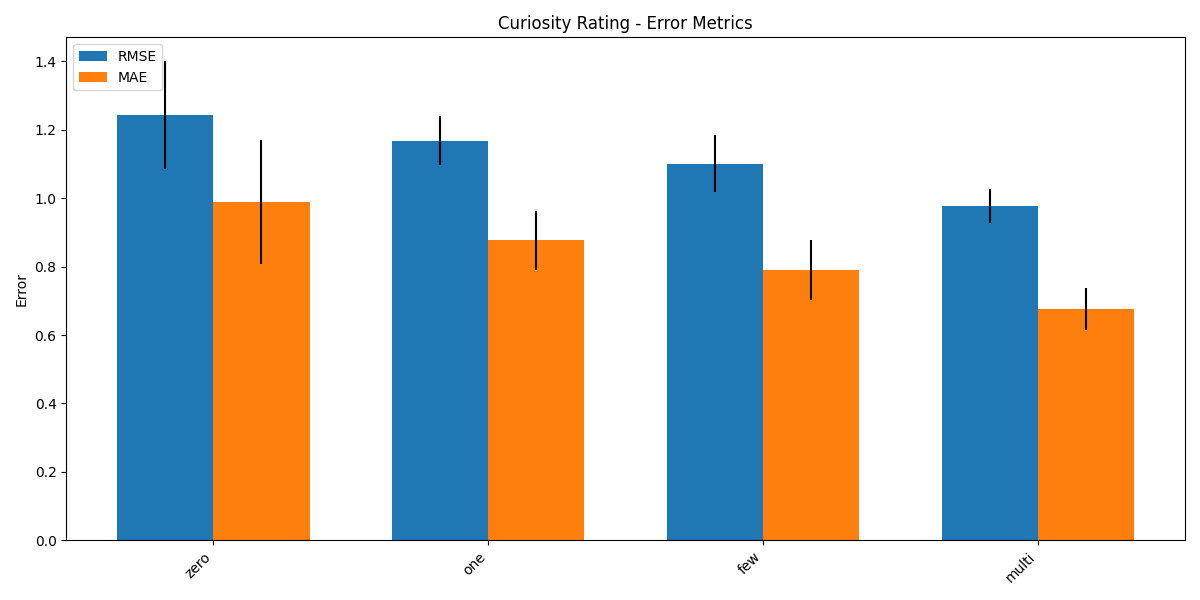 Curiosity Rating - Error Metrics
RMSE
MAE
1.4
1.2
1.0
0.8
0.6
0.4
0.2
0.0
Error
zero
one
few
multi